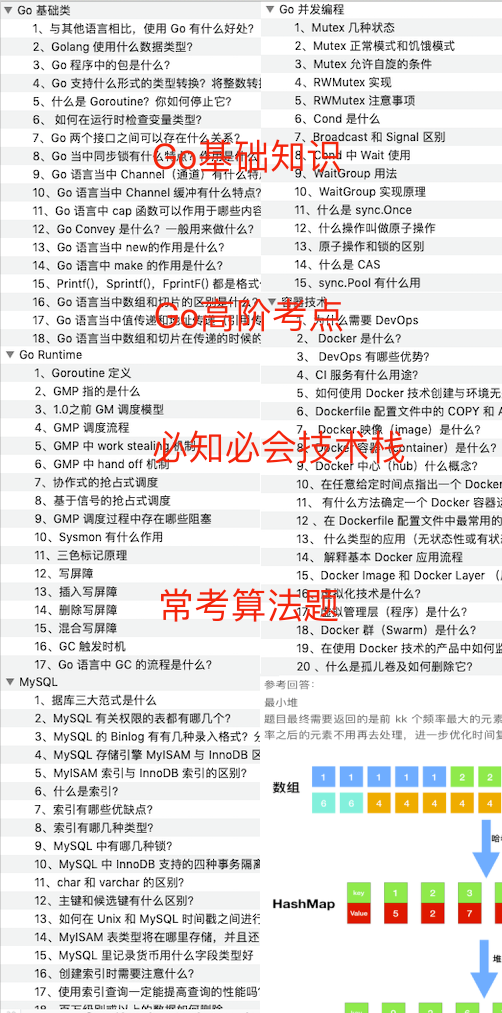 Go 基础类
1、与其他语言相比，使用 Go 有什么好处?
2、Golang 使用什么数据类型?
3、Go 程序中的包是什么?
4、Go 支持什么形式的类型转换？将整数转
5、什么是 Goroutine？你如何停止它?
6、 如何在运行时检查变量类型?
7、Go 两个接口之间可以存在什么关系?
8、Go 当中同步锁有什么特点？作用是什么
9、Go 语言当中 Channel（通道）有什么特
10、Go 语言当中 Channel 缓冲有什么特点?
11、Go 语言当中 cap 函数可以作用于哪些内容
12、Go Convey 是什么？一般用来做什么?
13、Go 语言当中 new的作用是什么?
14、Go 语言当中 make 的作用是什么?
15、Printf()，Sprintf()，FprintF() 都是格式
16、Go 语言当中数组和切片的区别是什么?
17、Go 语言当中值传递和地址传递（引用传
18、Go 语言当中数组和切片在传递的时候的
Go Runtime
1、Goroutine 定义
2、GMP 指的是什么
3、1.0之前 GM 调度模型
4、GMP 调度流程
5、GMP 中 work stealing 机制
6、GMP 中 hand off 机制
7、协作式的抢占式调度
8、基于信号的抢占式调度
9、GMP 调度过程中存在哪些阻塞
10、Sysmon 有什么作用
11、三色标记原理
12、写屏障
13、插入写屏障
14、删除写屏障
15、混合写屏障
16、GC 触发时机
17、Go 语言中 GC 的流程是什么?
MySQL
1、据库三大范式是什么
2、MySQL 有关权限的表都有哪几个?
3、MySQL 的 Binlog 有有几种录入格式？分
4、MySQL 存储引擎 MyISAM 与 InnoDB 区
5、MyISAM 索引与 InnoDB 索引的区别?
6、什么是索引?
7、索引有哪些优缺点?
8、索引有哪几种类型?
9、MySQL 中有哪几种锁?
10、MySQL 中 InnoDB 支持的四种事务隔离
11、char 和 varchar 的区别?
12、主键和候选键有什么区别?
13、如何在 Unix 和 MySQL 时间戳之间进行
14、MyISAM 表类型将在哪里存储，并且还
15、MySQL 里记录货币用什么字段类型好
16、创建索引时需要注意什么?
17、使用索引查询一定能提高查询的性能吗?
18、百万级别或以上的数据如何删除
Go 并发编程
1、Mutex 几种状态
2、Mutex 正常模式和饥饿模式
3、Mutex 允许自旋的条件
4、RWMutex 实现
5、RWMutex 注意事项
6、Cond 是什么
7、Broadcast 和 Signal 区别
8、Cond 中 Wait 使用
9、WaitGroup 用法
10、WaitGroup 实现原理
11、什么是 sync.Once
12、什么操作叫做原子操作
13、原子操作和锁的区别
14、什么是 CAS
15、sync.Pool 有什么用
容器技术
1、为什么需要 DevOps
2、 Docker 是什么?
3、 DevOps 有哪些优势?
4、CI 服务有什么用途?
5、如何使用 Docker 技术创建与环境无
6、Dockerfile 配置文件中的 COPY 和 A
7、 Docker 映像（image）是什么?
8、Docker 容器（container）是什么?
9、Docker 中心（hub）什么概念?
10、在任意给定时间点指出一个 Docker
11、 有什么方法确定一个 Docker 容器运
12 、在 Dockerfile 配置文件中最常用的
13、 什么类型的应用（无状态性或有状
14、 解释基本 Docker 应用流程
15、Docker Image 和 Docker Layer （
16、虚拟化技术是什么?
17、虚拟管理层（程序）是什么?
18、Docker 群（Swarm）是什么?
19、在使用 Docker 技术的产品中如何监
20 、什么是孤儿卷及如何删除它?
Go基础知识
Go高阶考点
必知必会技术栈
常考算法题
参考回答:
最小堆
题目最终需要返回的是前 kk 个频率最大的元素
率之后的元素不用再去处理，进一步优化时间复
数组
1 1 1 1 1 2 2
6 6 4 4 4 4 4
哈
HashMap
key 1 2 3
Value 5 2 7
堆